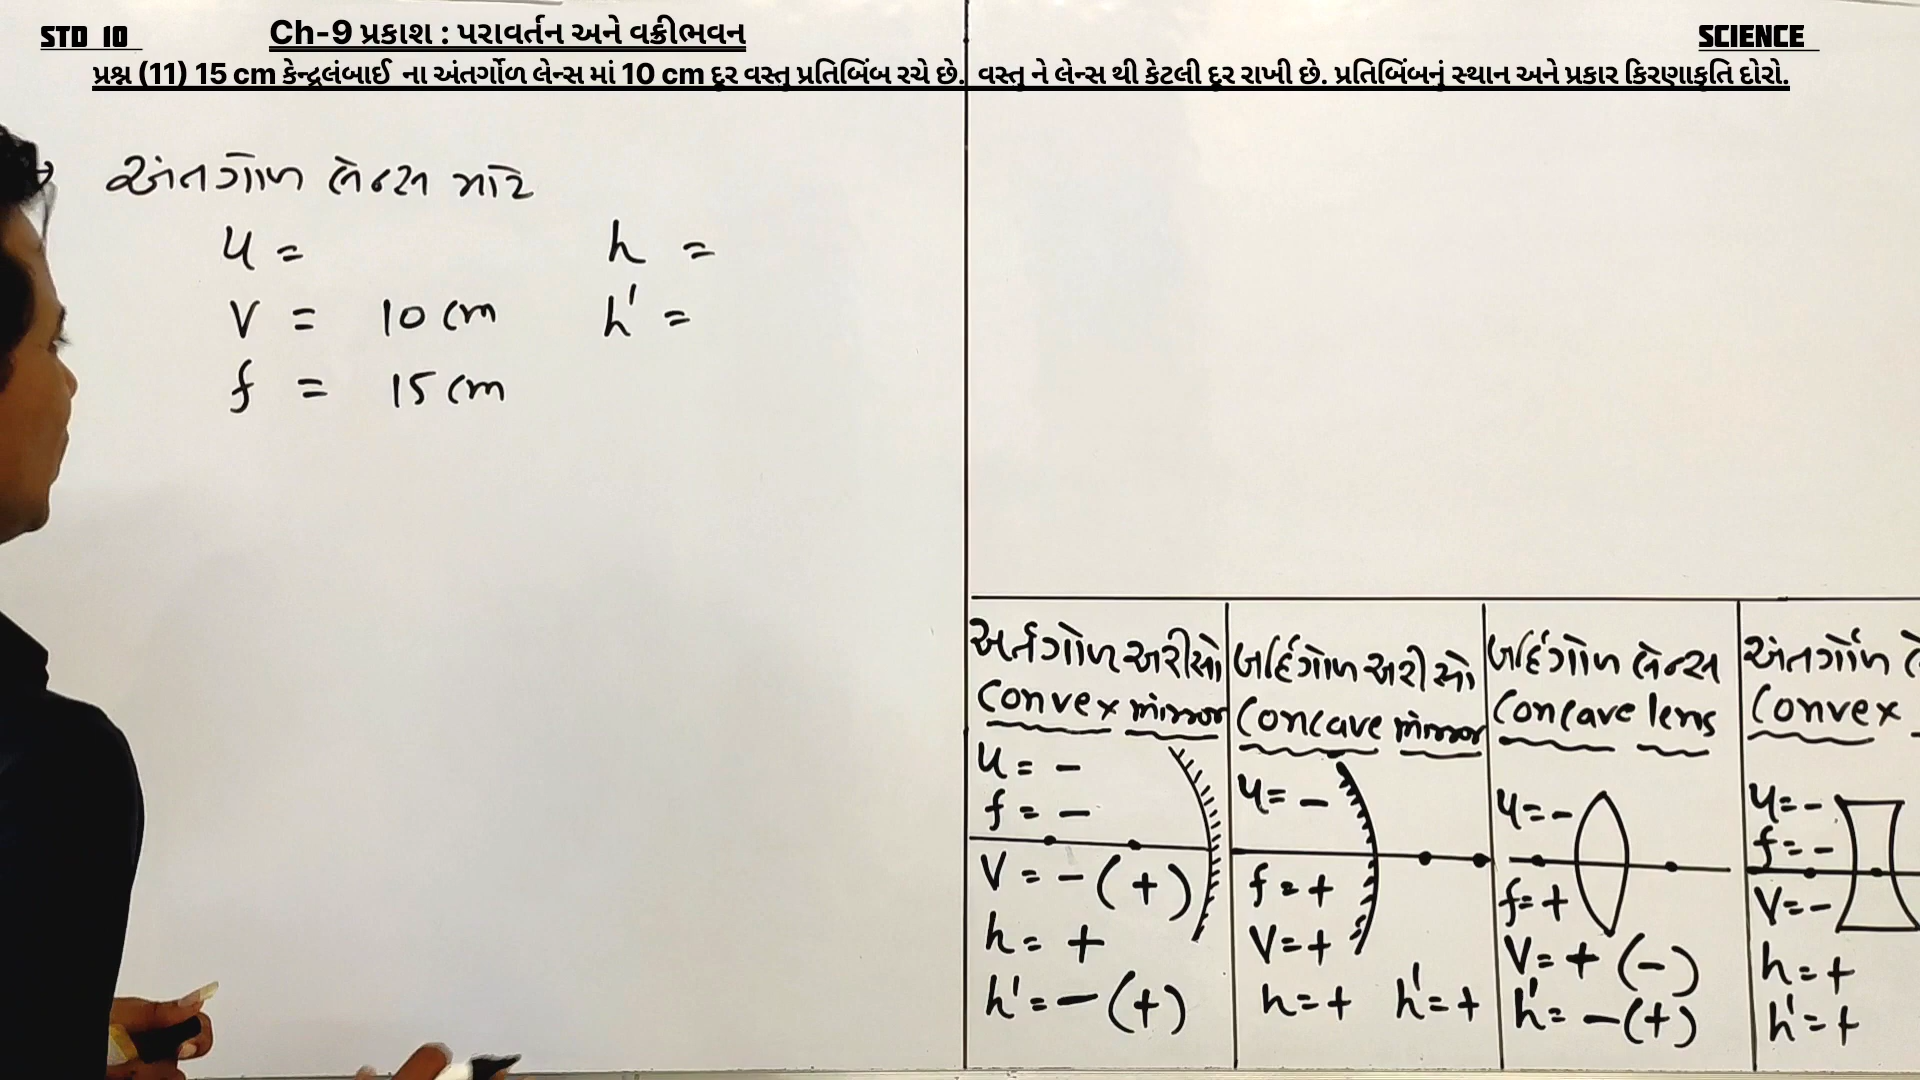 STD 10
Ch-9 પ્રકાશ : પરાવર્તન અને વક્રીભવન
SCIENCE
પ્રશ્ન (11) 15 cm કેન્દ્રલંબાઈ ના અંતર્ગોળ લેન્સ માં 10 cm દૂર વસ્તુ પ્રતિબિંબ રચે છે. વસ્તુ ને લેન્સ થી કેટલી દૂર રાખી છે. પ્રતિબિંબનું સ્થાન અને પ્રકાર કિરણાકૃતિ દોરો.
અંતર્ગોળ લેન્સ માટે
u =
h =
v = 10 cm
h' =
f = 15 cm
અર્તગોળ અરીસો
Convex mirror
u = -
f = -
v = - (+)
h = +
h' = - (+)
બર્હિગોળ અરીસો
Concave mirror
u = -
f = +
v = +
h = + h' = +
બર્હિગોળ લેન્સ
Concave lens
u = -
f = +
v = + (-)
h' = - (+)
અંતર્ગોળ
Convex
u = -
f = -
v = -
h = +
h' = +